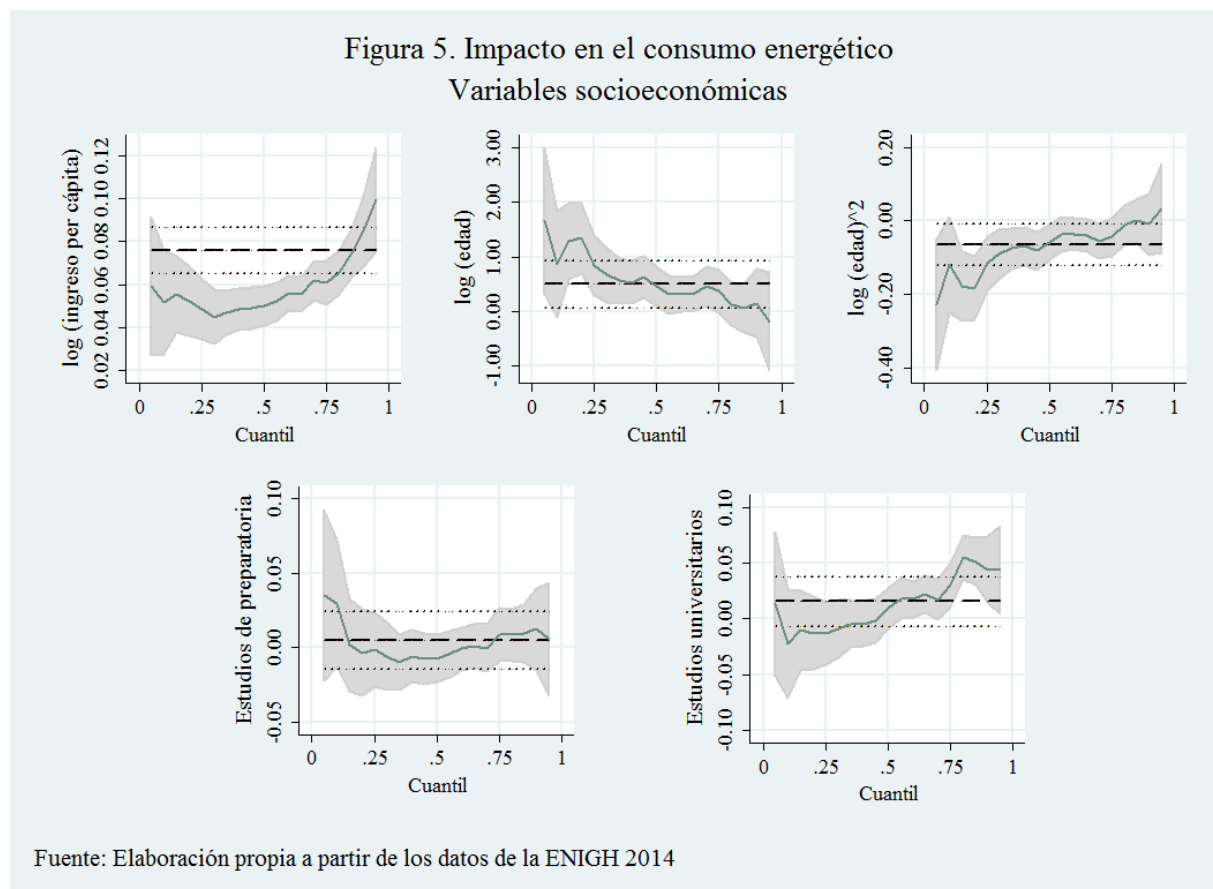 Figura 5. Impacto en el consumo energético
Variables socioeconómicas
log (ingreso per cápita)
0.02 0.04 0.06 0.08 0.10 0.12
0 .25 .5 .75 1
Cuantil
log (edad)
-1.00 0.00 1.00 2.00 3.00
0 .25 .5 .75 1
Cuantil
log (edad)^2
-0.40 -0.20 0.00 0.20
0 .25 .5 .75 1
Cuantil
Estudios de preparatoria
-0.05 0.00 0.05 0.10
0 .25 .5 .75 1
Cuantil
Estudios universitarios
-0.10 -0.05 0.00 0.05 0.10
0 .25 .5 .75 1
Cuantil
Fuente: Elaboración propia a partir de los datos de la ENIGH 2014